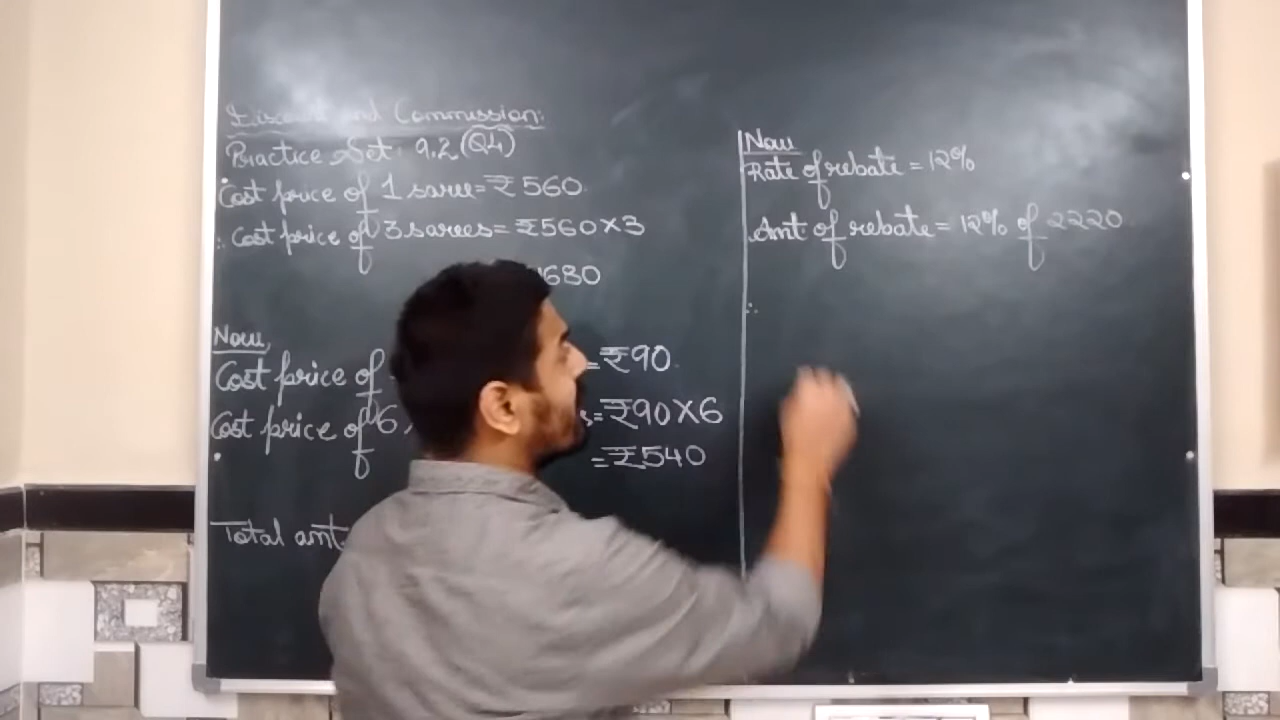 Discount and Commission:
Practice Set: 9.2 (Q4)
Cost price of 1 saree = ₹560.
∴ Cost price of 3 sarees = ₹560×3
1680
Now,
Cost price of
= ₹90.
Cost price of 6
= ₹90×6
= ₹540
Total amt
Now
Rate of rebate = 12%
Amt of rebate = 12% of 2220
∴